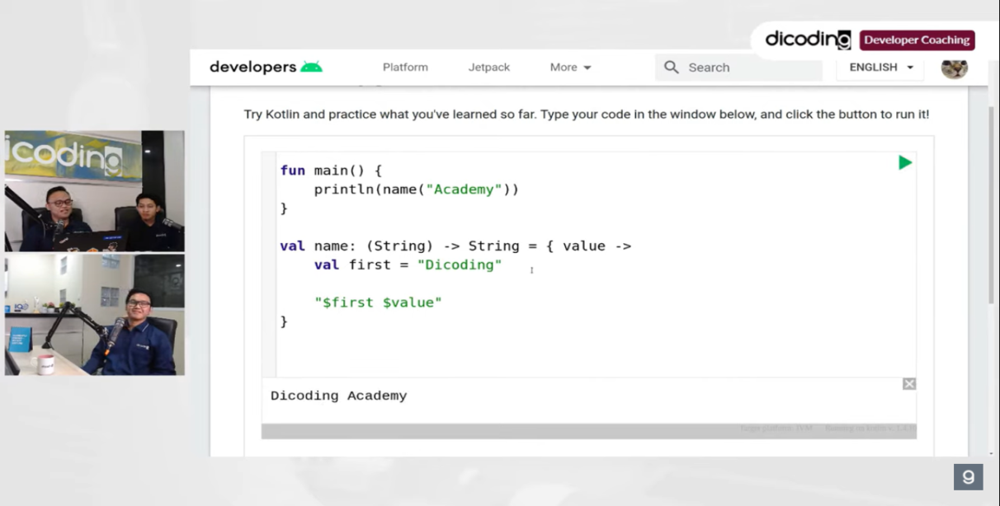 dicoding Developer Coaching
developers Platform Jetpack More Search ENGLISH
Try Kotlin and practice what you've learned so far. Type your code in the window below, and click the button to run it!
fun main() {
println(name("Academy"))
}
val name: (String) -> String = { value ->
val first = "Dicoding"
"$first $value"
}
Dicoding Academy
icoding
9